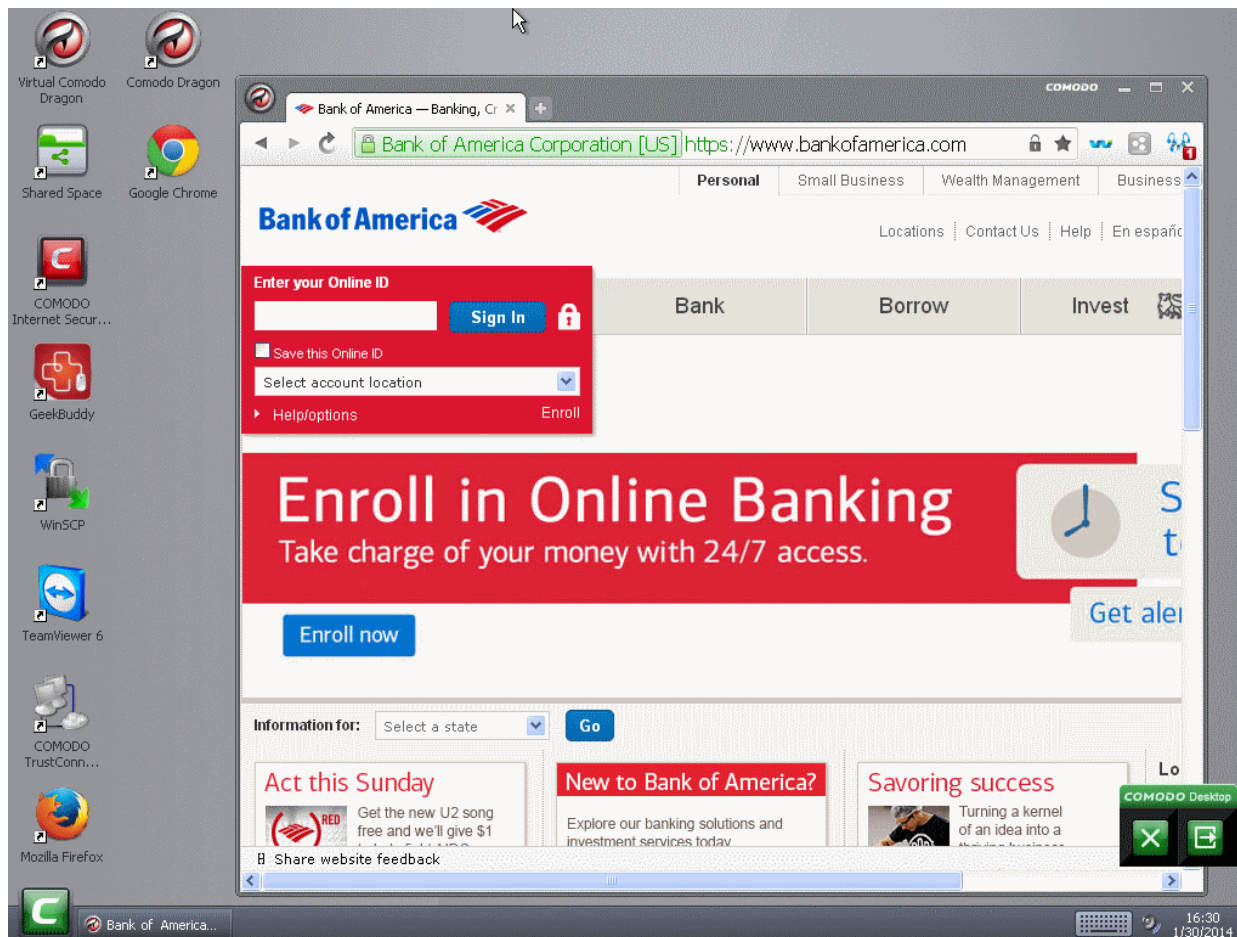 Virtual Comodo
Dragon
Comodo Dragon
Shared Space
Google Chrome
COMODO
Internet Secur...
GeekBuddy
WinSCP
TeamViewer 6
COMODO
TrustConn...
Mozilla Firefox
COMODO
Bank of America — Banking, Cr
Bank of America Corporation [US] https://www.bankofamerica.com
1
Personal Small Business Wealth Management Business
Bank of America
Locations Contact Us Help En españ
Enter your Online ID
Sign In
Save this Online ID
Select account location
Help/options Enroll
Bank Borrow Invest
Enroll in Online Banking
Take charge of your money with 24/7 access.
S
t
Get aler
Enroll now
Information for: Select a state Go
Act this Sunday
RED
Get the new U2 song
free and we'll give $1
New to Bank of America?
Explore our banking solutions and
investment services today
Savoring success
Turning a kernel
of an idea into a
thriving business
Lo
Share website feedback
COMODO Desktop
Bank of America...
16:30
1/30/2014